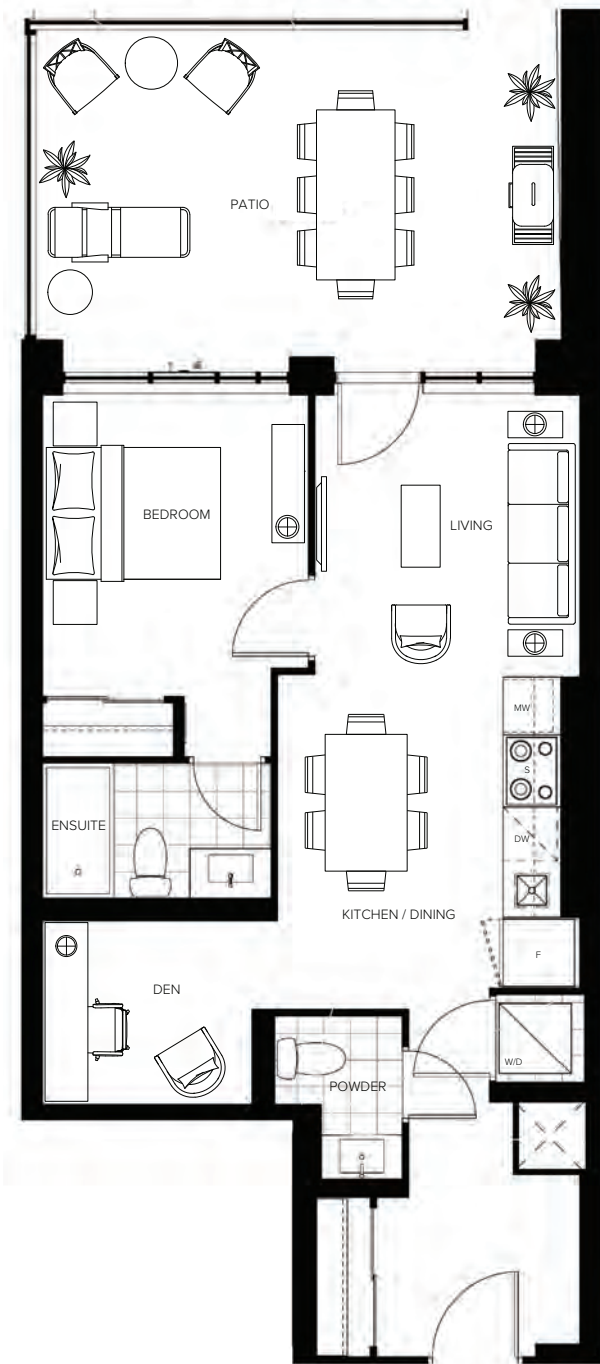 PATIO
BEDROOM
LIVING
MW
S
DW
ENSUITE
KITCHEN / DINING
F
DEN
W/D
POWDER